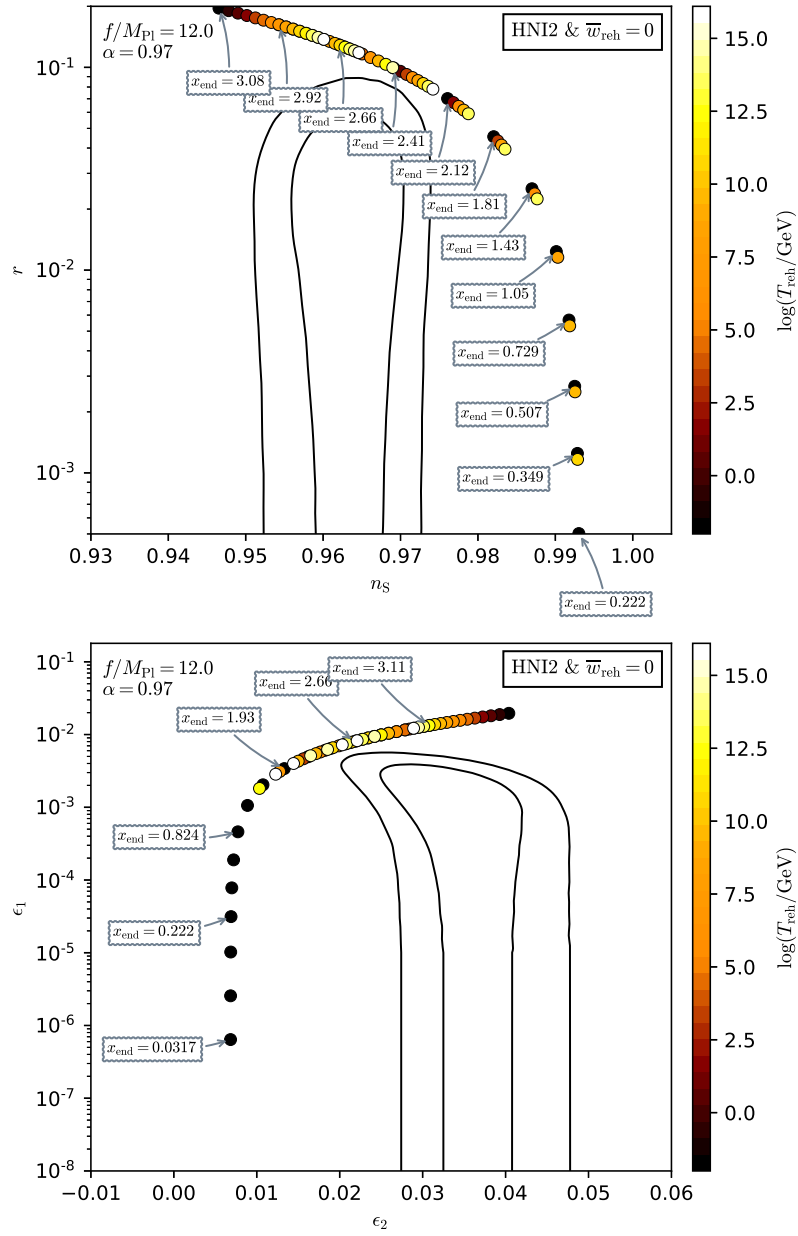 f/M_Pl = 12.0
α = 0.97
HNI2 & w̅_reh = 0
x_end = 3.08
x_end = 2.92
x_end = 2.66
x_end = 2.41
x_end = 2.12
x_end = 1.81
x_end = 1.43
x_end = 1.05
x_end = 0.729
x_end = 0.507
x_end = 0.349
x_end = 0.222
10^-1
10^-2
10^-3
r
0.93 0.94 0.95 0.96 0.97 0.98 0.99 1.00
n_S
15.0
12.5
10.0
7.5
5.0
2.5
0.0
log(T_reh/GeV)
f/M_Pl = 12.0
α = 0.97
HNI2 & w̅_reh = 0
x_end = 3.11
x_end = 2.66
x_end = 1.93
x_end = 0.824
x_end = 0.222
x_end = 0.0317
10^-1
10^-2
10^-3
10^-4
10^-5
10^-6
10^-7
10^-8
ϵ_1
−0.01 0.00 0.01 0.02 0.03 0.04 0.05 0.06
ϵ_2
15.0
12.5
10.0
7.5
5.0
2.5
0.0
log(T_reh/GeV)